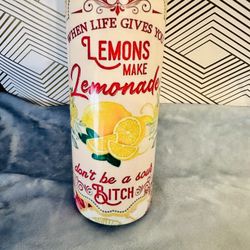 WHEN LIFE GIVES YOU
LEMONS
MAKE
Lemonade
don't be a sour
BITCH